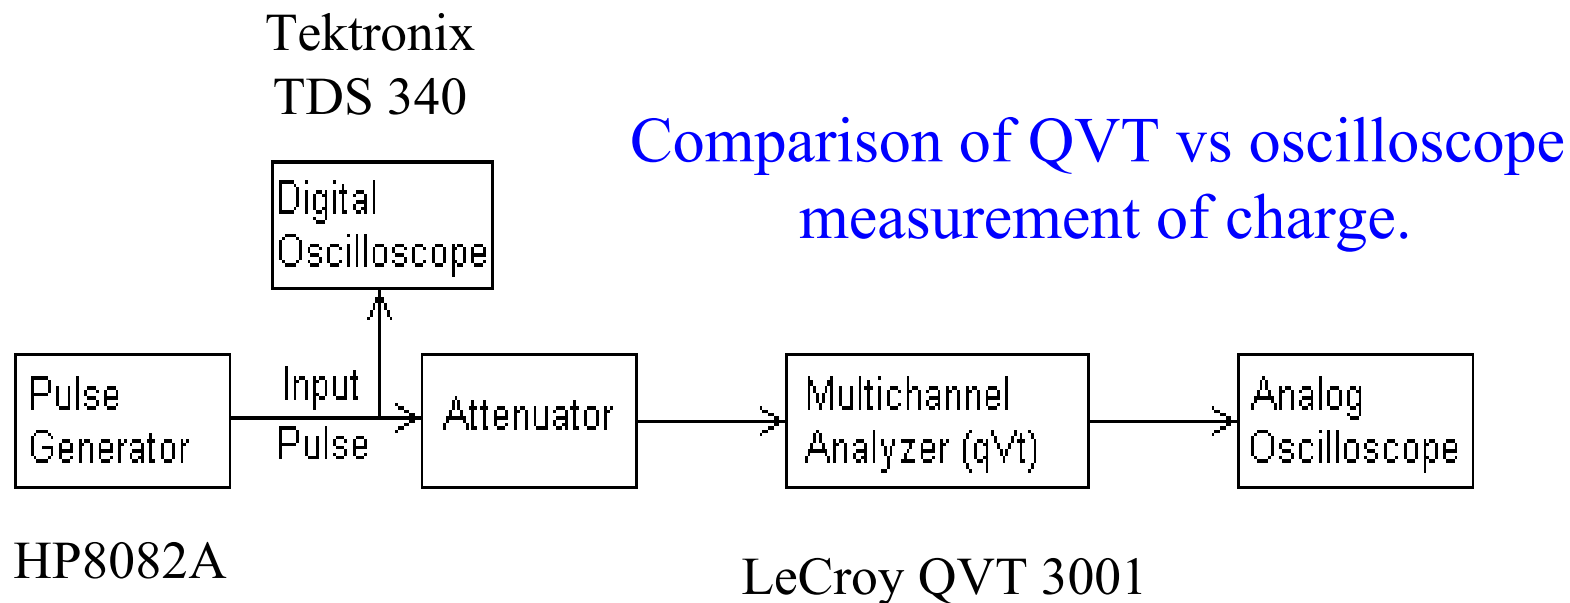 Tektronix
TDS 340
Comparison of QVT vs oscilloscope
measurement of charge.
Digital
Oscilloscope
Pulse
Generator
Input
Pulse
Attenuator
Multichannel
Analyzer (qVt)
Analog
Oscilloscope
HP8082A
LeCroy QVT 3001